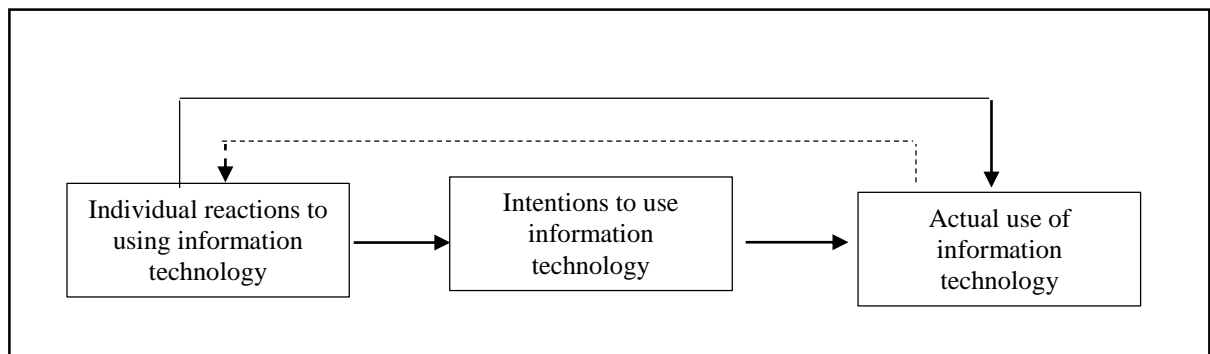 Individual reactions to
using information
technology
Intentions to use
information
technology
Actual use of
information
technology